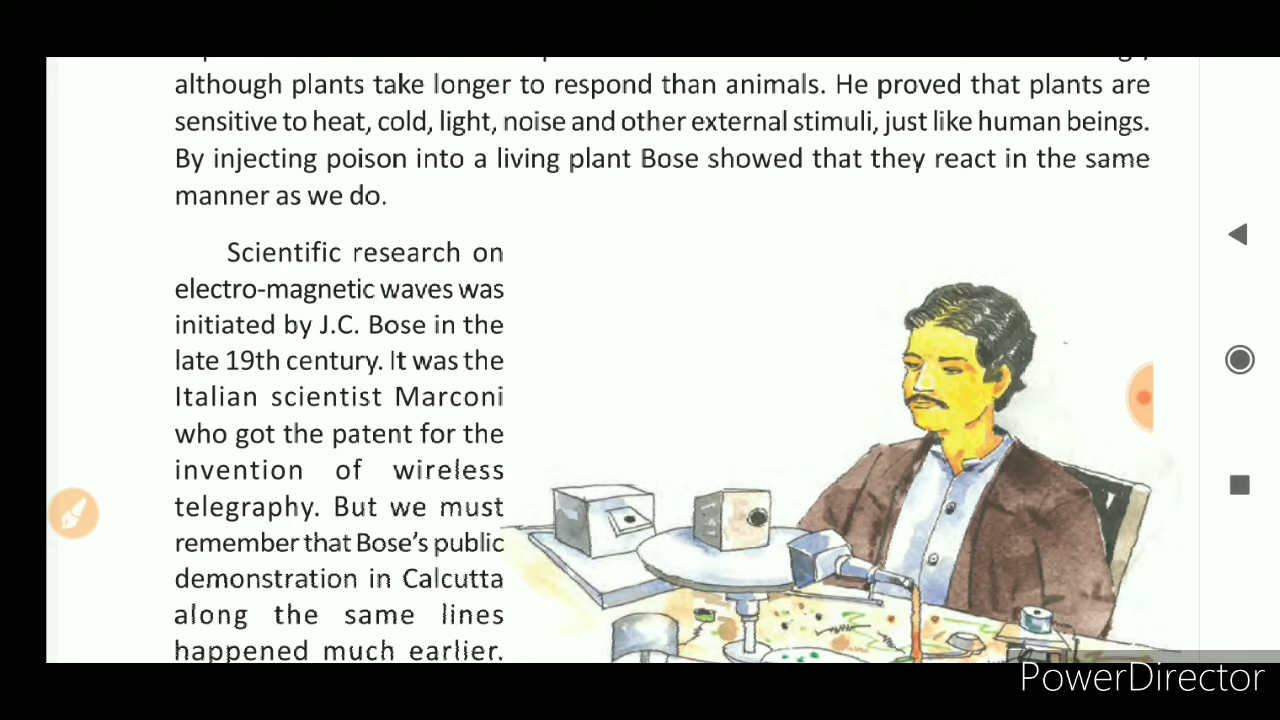 although plants take longer to respond than animals. He proved that plants are
sensitive to heat, cold, light, noise and other external stimuli, just like human beings.
By injecting poison into a living plant Bose showed that they react in the same
manner as we do.
Scientific research on
electro-magnetic waves was
initiated by J.C. Bose in the
late 19th century. It was the
Italian scientist Marconi
who got the patent for the
invention of wireless
telegraphy. But we must
remember that Bose's public
demonstration in Calcutta
along the same lines
happened much earlier.
PowerDirector